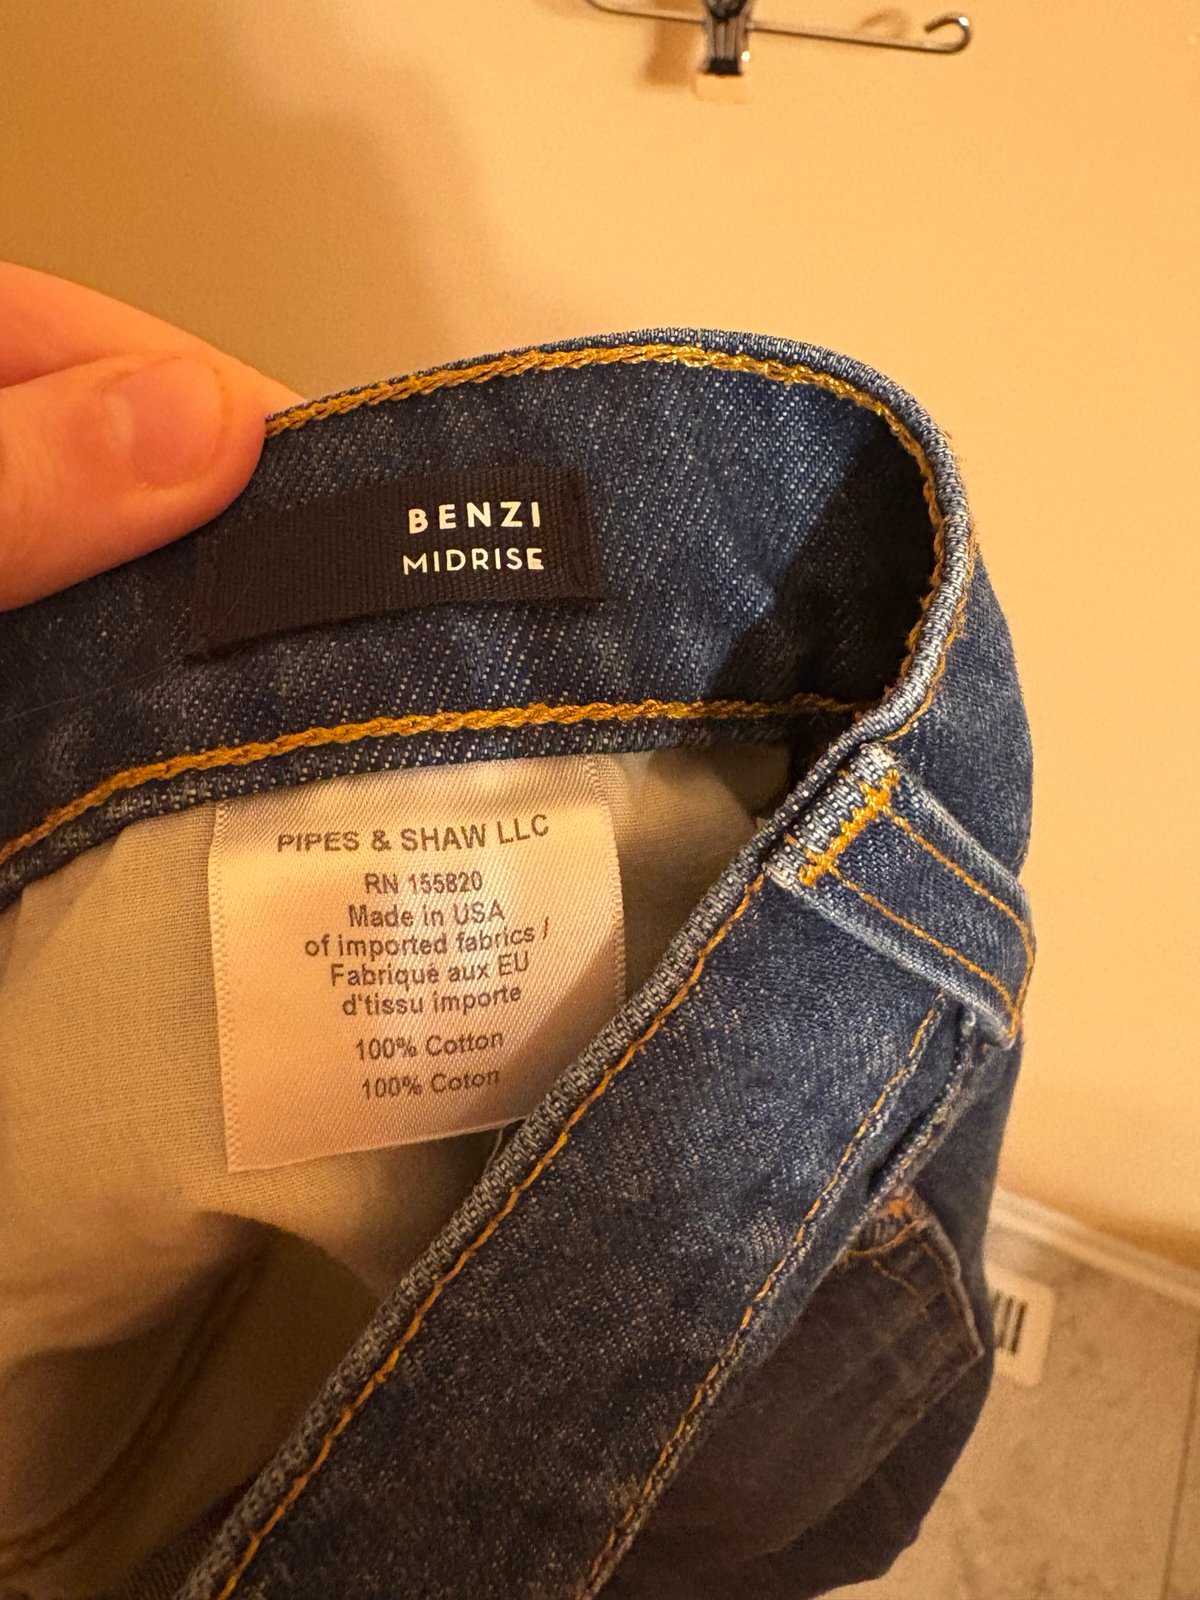 BENZI
MIDRISE
PIPES & SHAW LLC
RN 155820
Made in USA
of imported fabrics /
Fabriqué aux EU
d'tissu importe
100% Cotton
100% Coton